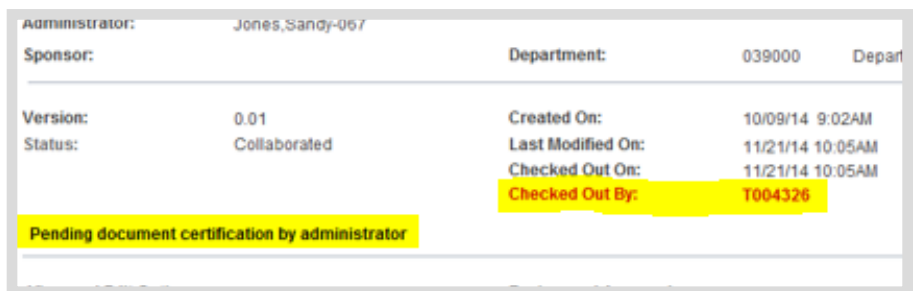 Administrator: Jones,Sandy-067
Sponsor: Department: 039000 Depart
Version: 0.01 Created On: 10/09/14 9:02AM
Status: Collaborated Last Modified On: 11/21/14 10:05AM
Checked Out On: 11/21/14 10:05AM
Checked Out By: T004326
Pending document certification by administrator